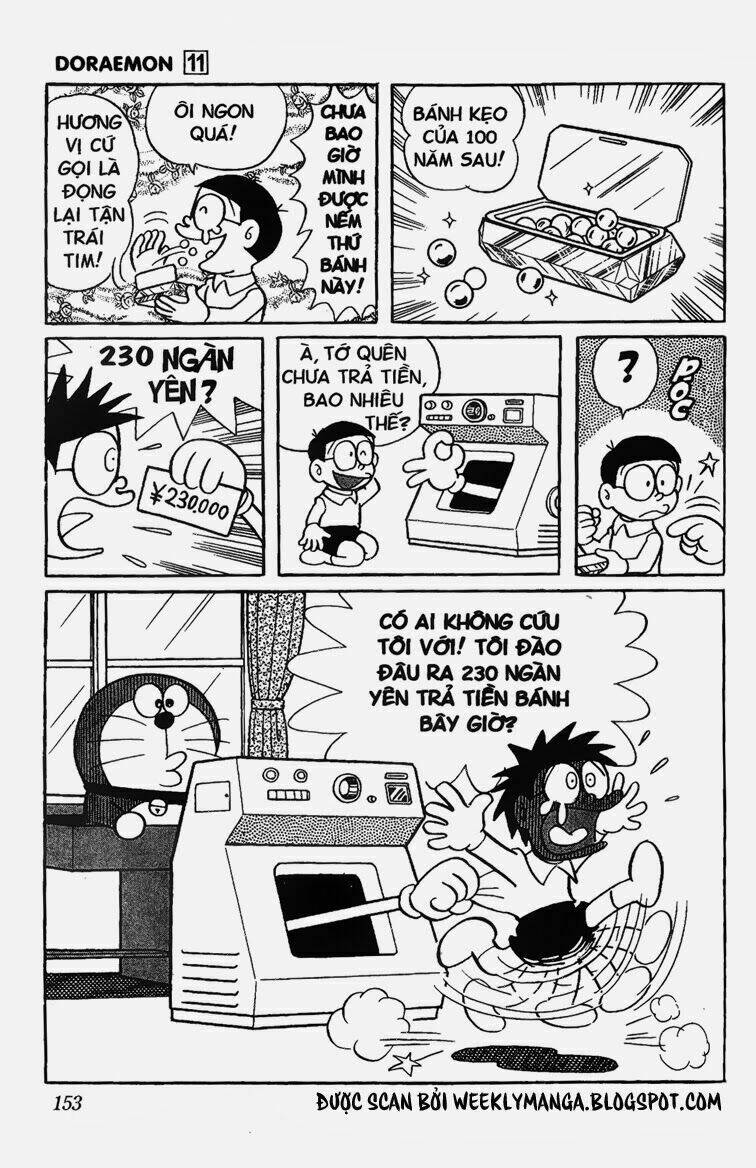 DORAEMON 11
BÁNH KẸO
CỦA 100
NĂM SAU!
CHƯA
BAO
GIỜ
MÌNH
ĐƯỢC
NẾM
THỬ
BÁNH
NÀY!
ÔI NGON
QUÁ!
HƯƠNG
VỊ CỨ
GỌI LÀ
ĐỌNG
LẠI TẬN
TRÁI
TIM!
?
PỌC
À, TỚ QUÊN
CHƯA TRẢ TIỀN,
BAO NHIÊU
THẾ?
230 NGÀN
YÊN?
¥230.000
CÓ AI KHÔNG CỨU
TÔI VỚI! TÔI ĐÀO
ĐÂU RA 230 NGÀN
YÊN TRẢ TIỀN BÁNH
BÂY GIỜ?
153
ĐƯỢC SCAN BỞI WEEKLYMANGA.BLOGSPOT.COM